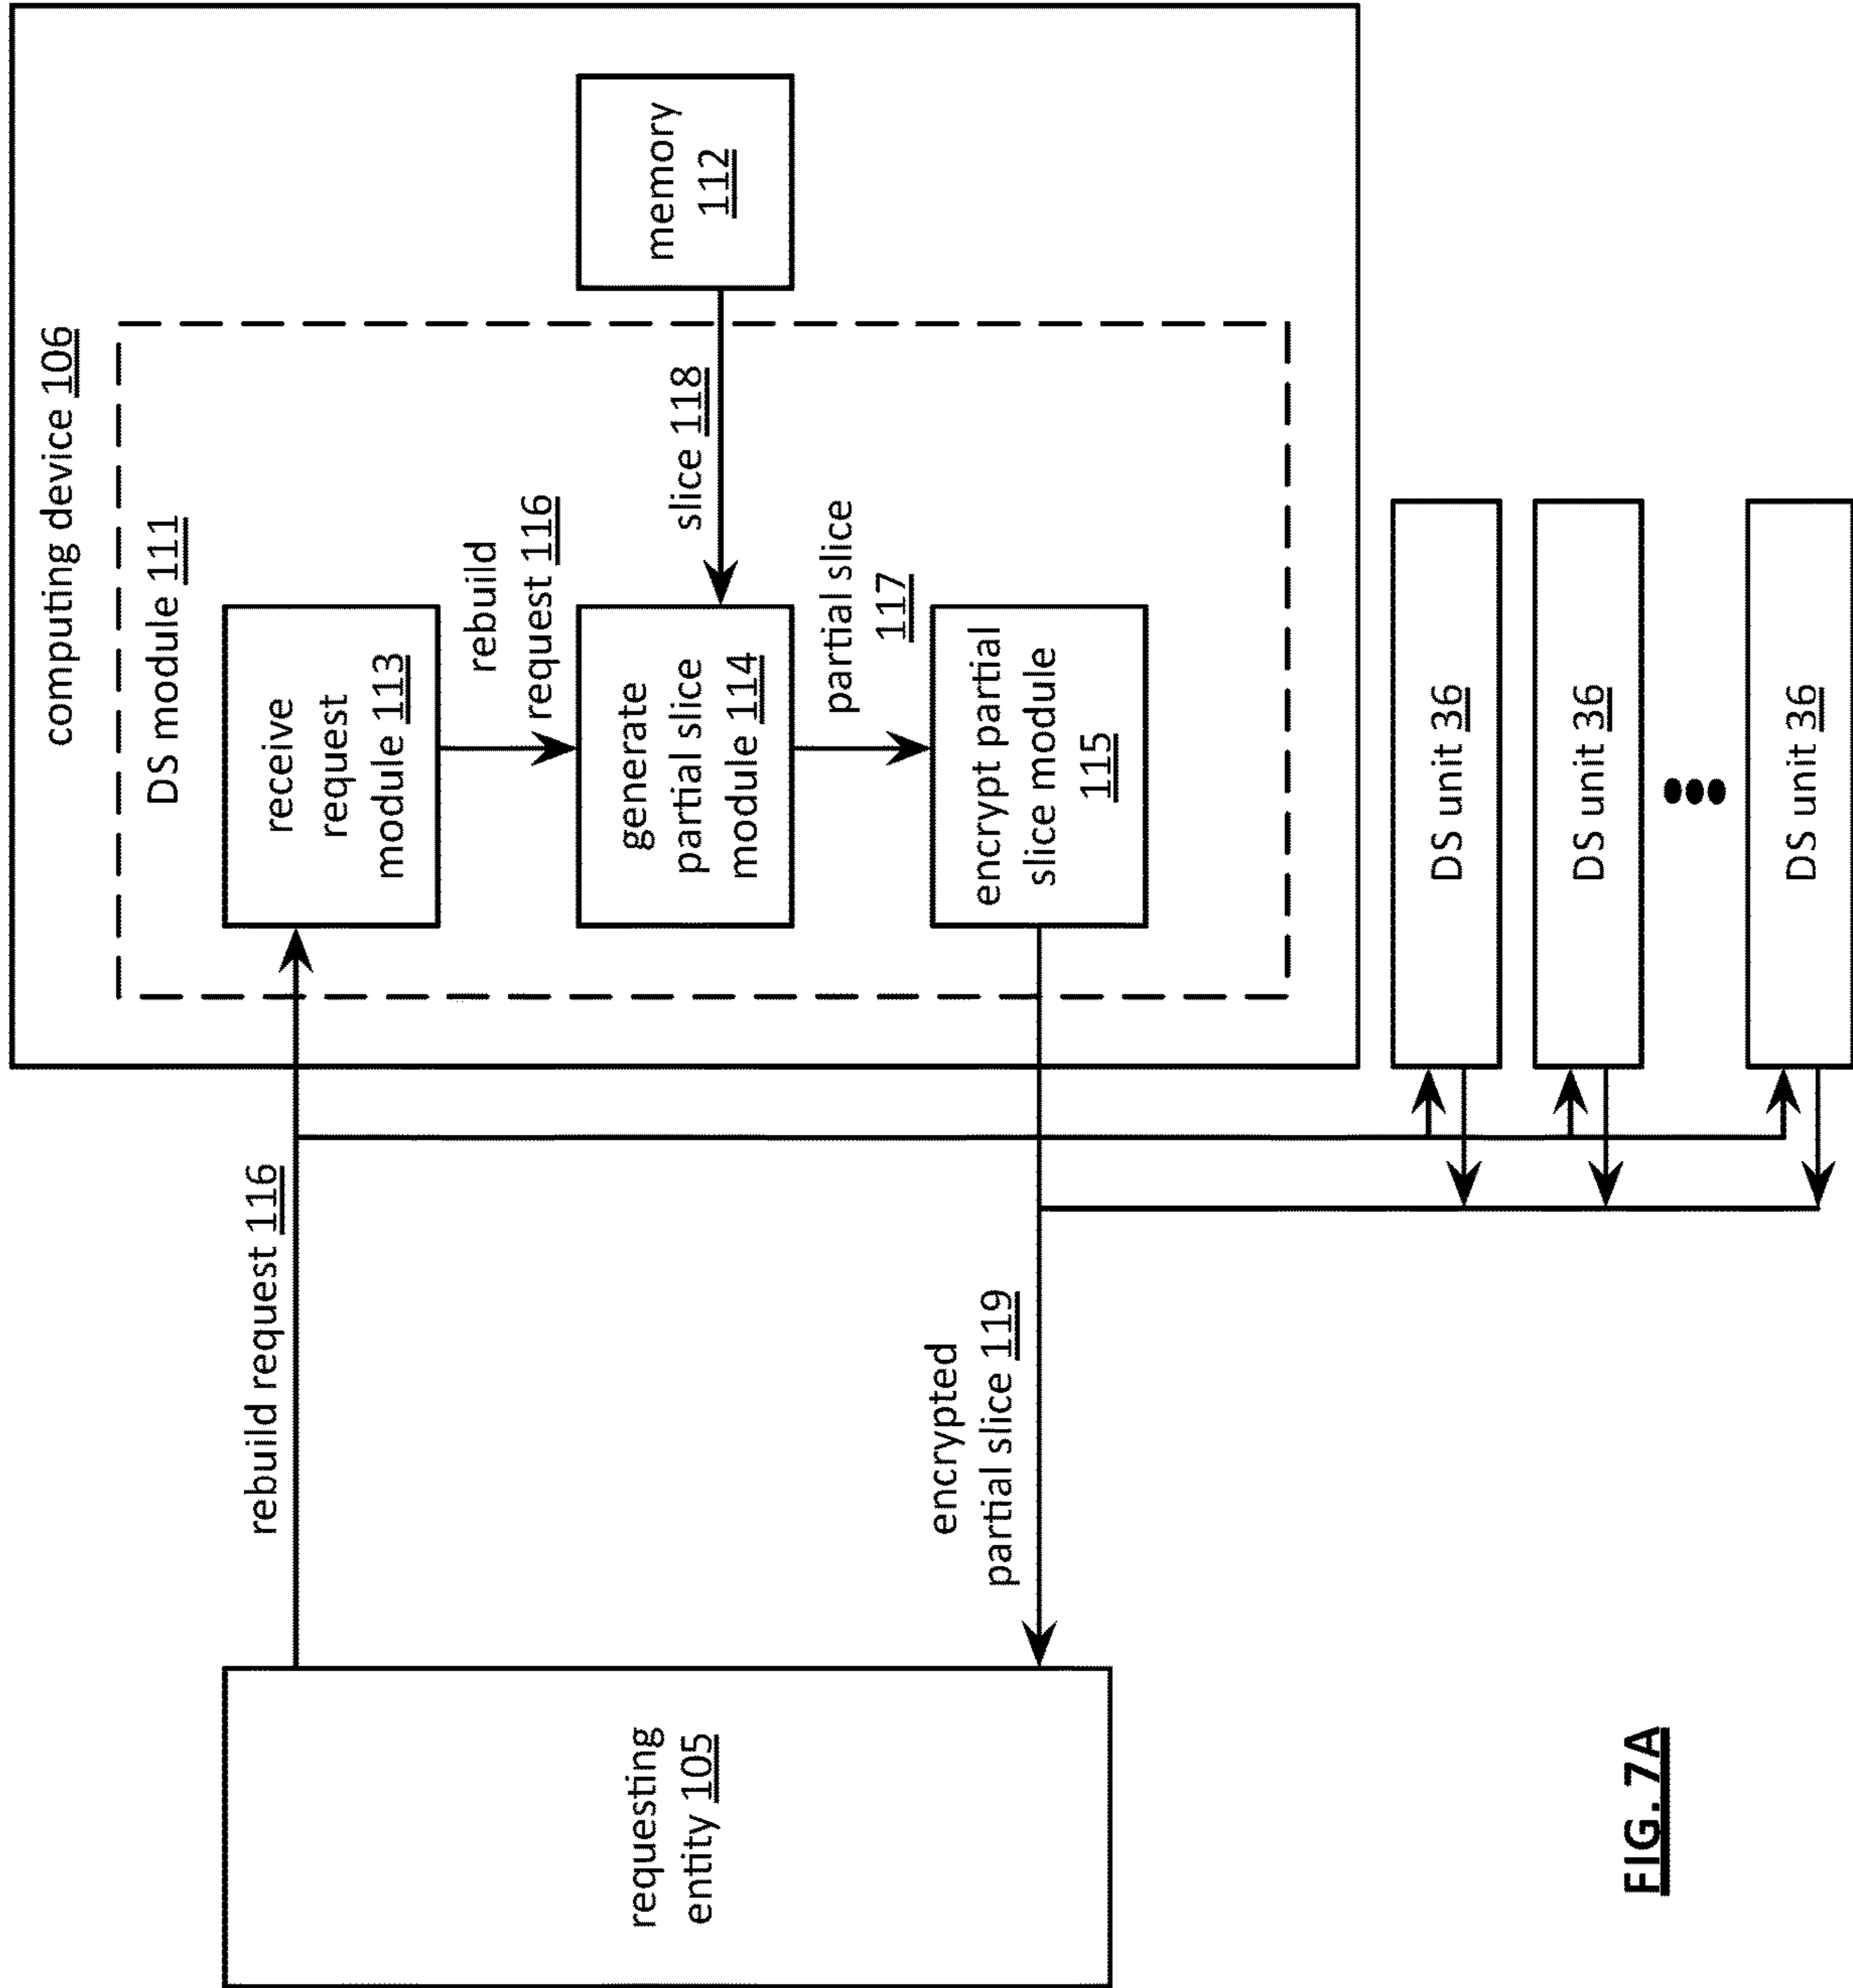 computing device 106
DS module 111
requesting
entity 105
rebuild request 116
receive
request
module 113
rebuild
request 116
generate
partial slice
module 114
slice 118
memory
112
partial slice
117
encrypt partial
slice module
115
encrypted
partial slice 119
DS unit 36
DS unit 36
DS unit 36
FIG. 7A